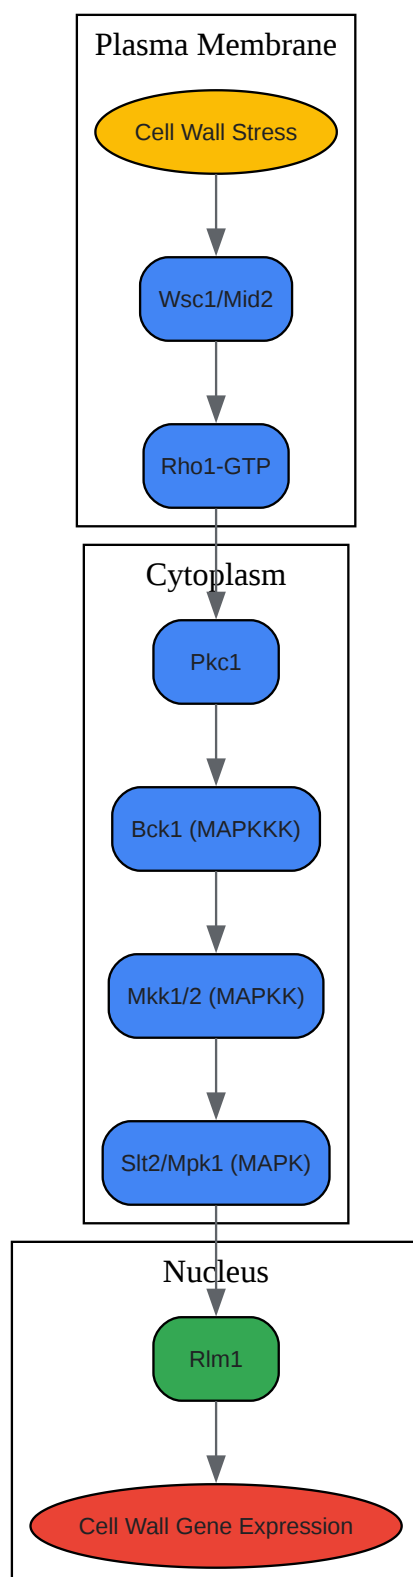 Plasma Membrane
Cell Wall Stress
Wsc1/Mid2
Rho1-GTP
Cytoplasm
Pkc1
Bck1 (MAPKKK)
Mkk1/2 (MAPKK)
Slt2/Mpk1 (MAPK)
Nucleus
Rlm1
Cell Wall Gene Expression